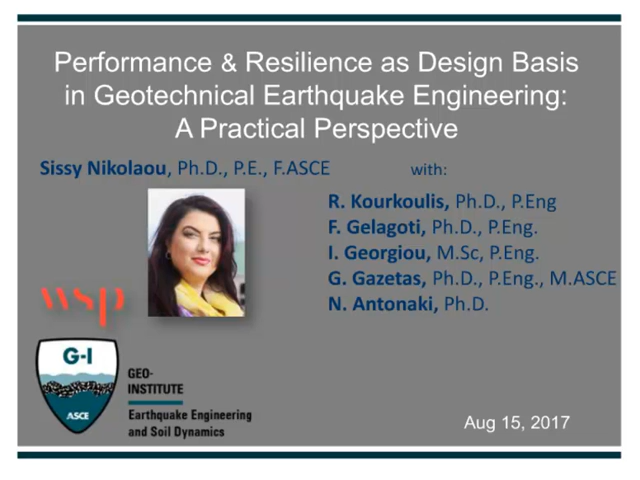 Performance & Resilience as Design Basis
in Geotechnical Earthquake Engineering:
A Practical Perspective
Sissy Nikolaou, Ph.D., P.E., F.ASCE
with:
R. Kourkoulis, Ph.D., P.Eng
F. Gelagoti, Ph.D., P.Eng.
I. Georgiou, M.Sc, P.Eng.
G. Gazetas, Ph.D., P.Eng., M.ASCE
N. Antonaki, Ph.D.
wsp
G-I
ASCE
GEO-
INSTITUTE
Earthquake Engineering
and Soil Dynamics
Aug 15, 2017